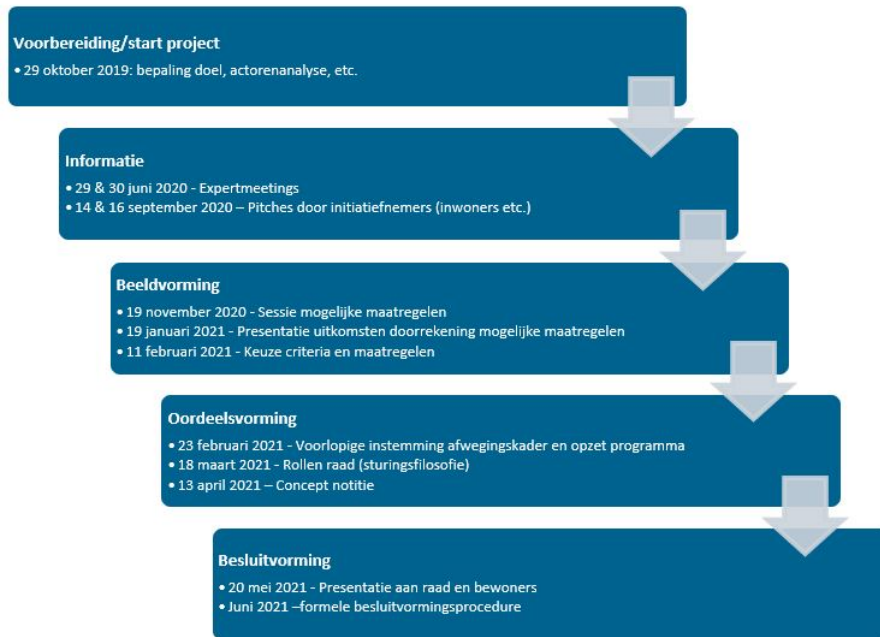 Voorbereiding/start project
• 29 oktober 2019: bepaling doel, actorenanalyse, etc.
Informatie
• 29 & 30 juni 2020 - Expertmeetings
• 14 & 16 september 2020 – Pitches door initiatiefnemers (inwoners etc.)
Beeldvorming
• 19 november 2020 - Sessie mogelijke maatregelen
• 19 januari 2021 - Presentatie uitkomsten doorrekening mogelijke maatregelen
• 11 februari 2021 - Keuze criteria en maatregelen
Oordeelsvorming
• 23 februari 2021 - Voorlopige instemming afwegingskader en opzet programma
• 18 maart 2021 - Rollen raad (sturingsfilosofie)
• 13 april 2021 – Concept notitie
Besluitvorming
• 20 mei 2021 - Presentatie aan raad en bewoners
• Juni 2021 –formele besluitvormingsprocedure